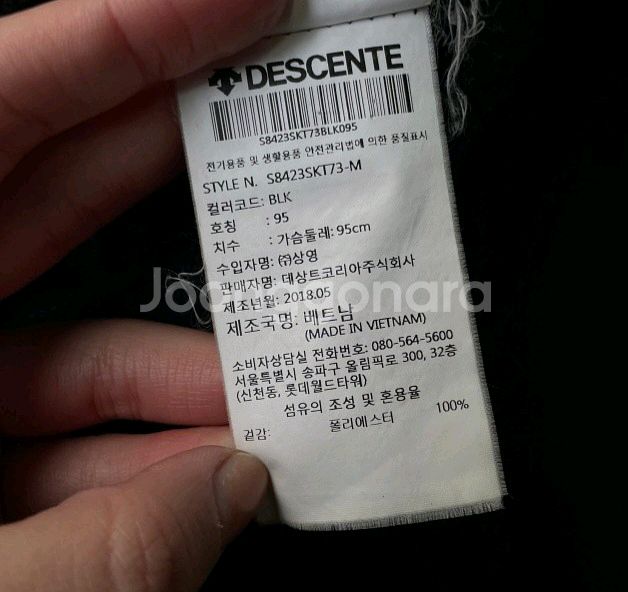 DESCENTE
S8423SKT73BLK095
전기용품 및 생활용품 안전관리법에 의한 품질표시
STYLE N. S8423SKT73-M
컬러코드: BLK
호칭 : 95
치수 : 가슴둘레: 95cm
수입자명: ㈜상영
판매자명: 데상트코리아주식회사
Joonggonara
제조년월: 2018.05
제조국명: 베트남
(MADE IN VIETNAM)
소비자상담실 전화번호: 080-564-5600
서울특별시 송파구 올림픽로 300, 32층
(신천동, 롯데월드타워)
섬유의 조성 및 혼용율
겉감: 폴리에스터 100%